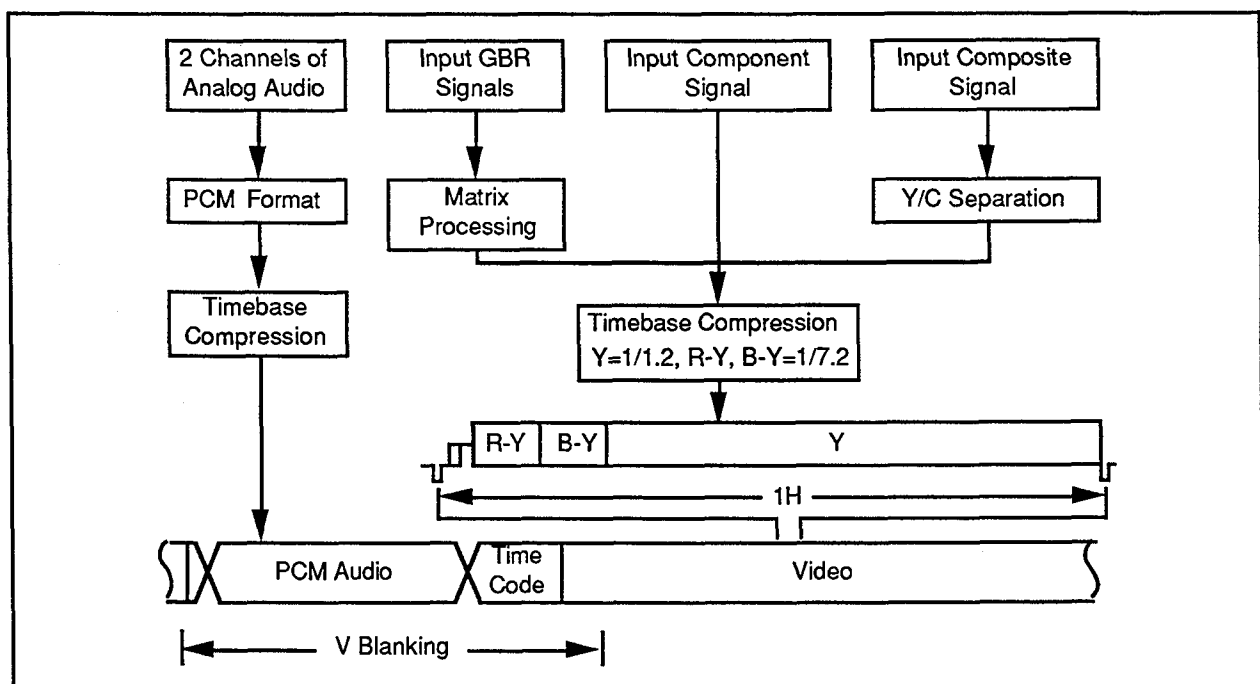 2 Channels of
Analog Audio
Input GBR
Signals
Input Component
Signal
Input Composite
Signal
PCM Format
Matrix
Processing
Y/C Separation
Timebase
Compression
Timebase Compression
Y=1/1.2, R-Y, B-Y=1/7.2
R-Y
B-Y
Y
1H
PCM Audio
Time
Code
Video
V Blanking